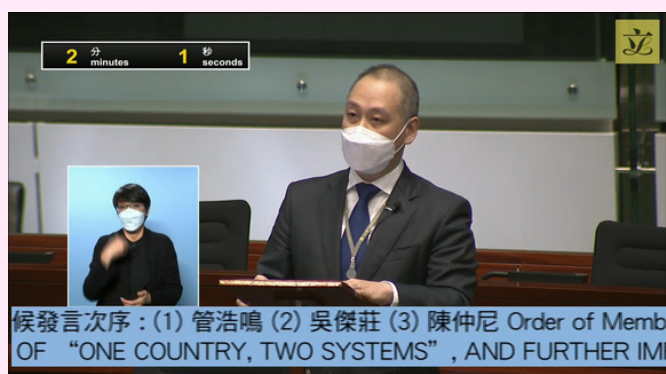 2 分 minutes 1 秒 seconds
立
候發言次序：(1) 管浩鳴 (2) 吳傑莊 (3) 陳仲尼 Order of Memb
OF “ONE COUNTRY, TWO SYSTEMS”, AND FURTHER IM